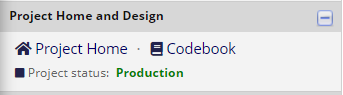 Project Home and Design
Project Home · Codebook
Project status: Production